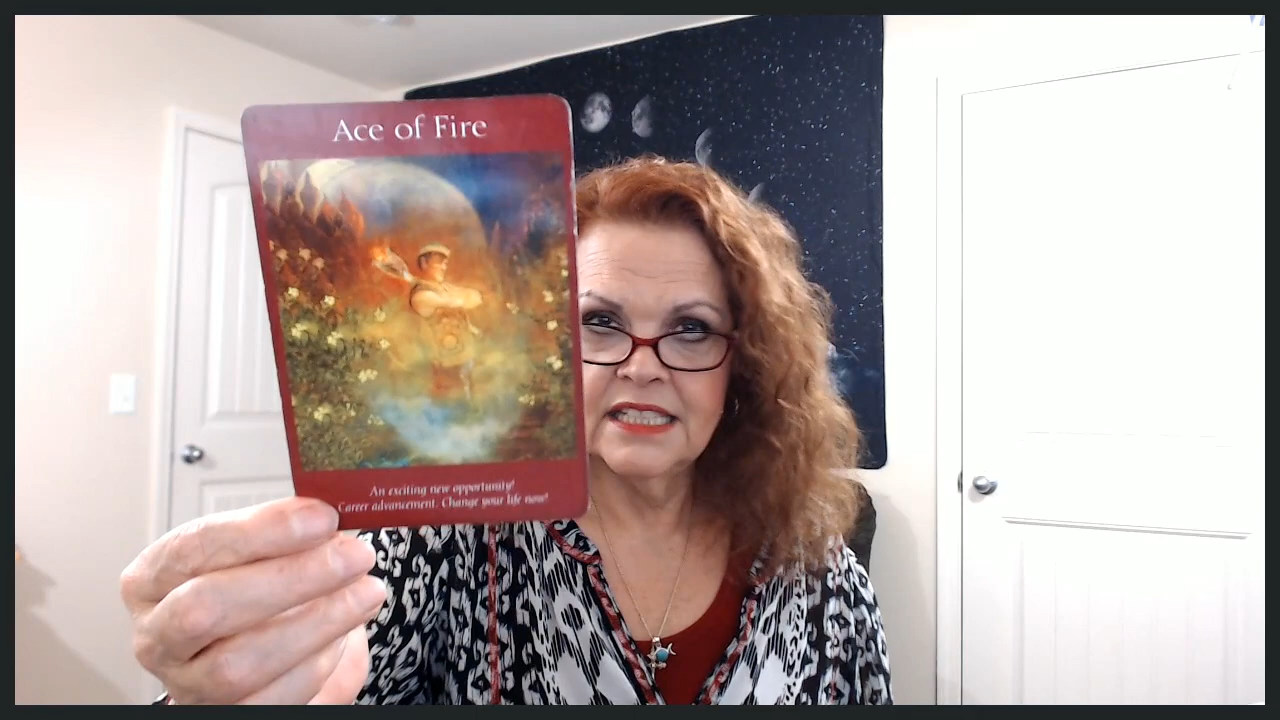 Ace of Fire
An exciting new opportunity!
Career advancement. Change your life now!